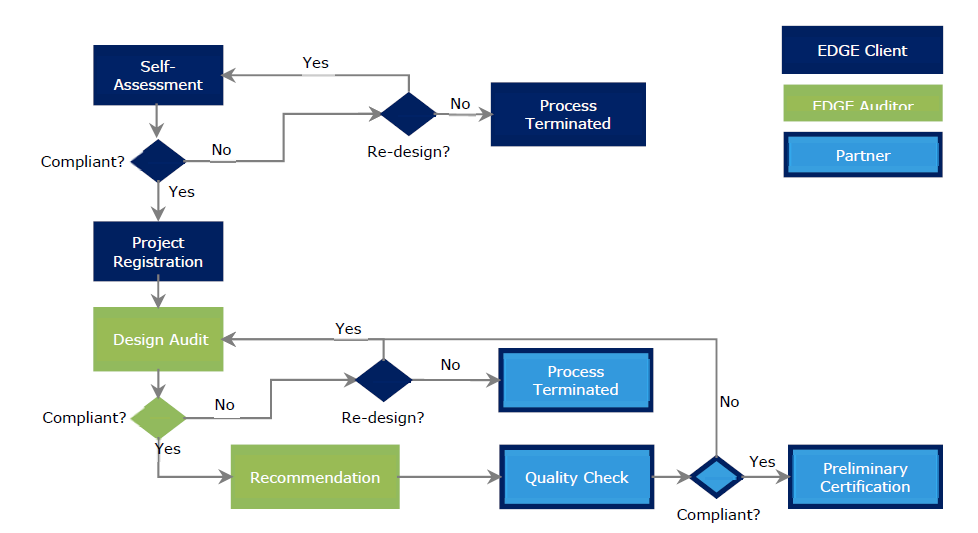 Yes
EDGE Client
Self-
Assessment
EDGE Auditor
No
Process
Terminated
Re-design?
Partner
Compliant?
No
Yes
Project
Registration
Yes
Design Audit
No
Process
Terminated
Compliant?
No
Re-design?
No
Yes
Recommendation
Quality Check
Yes
Preliminary
Certification
Compliant?